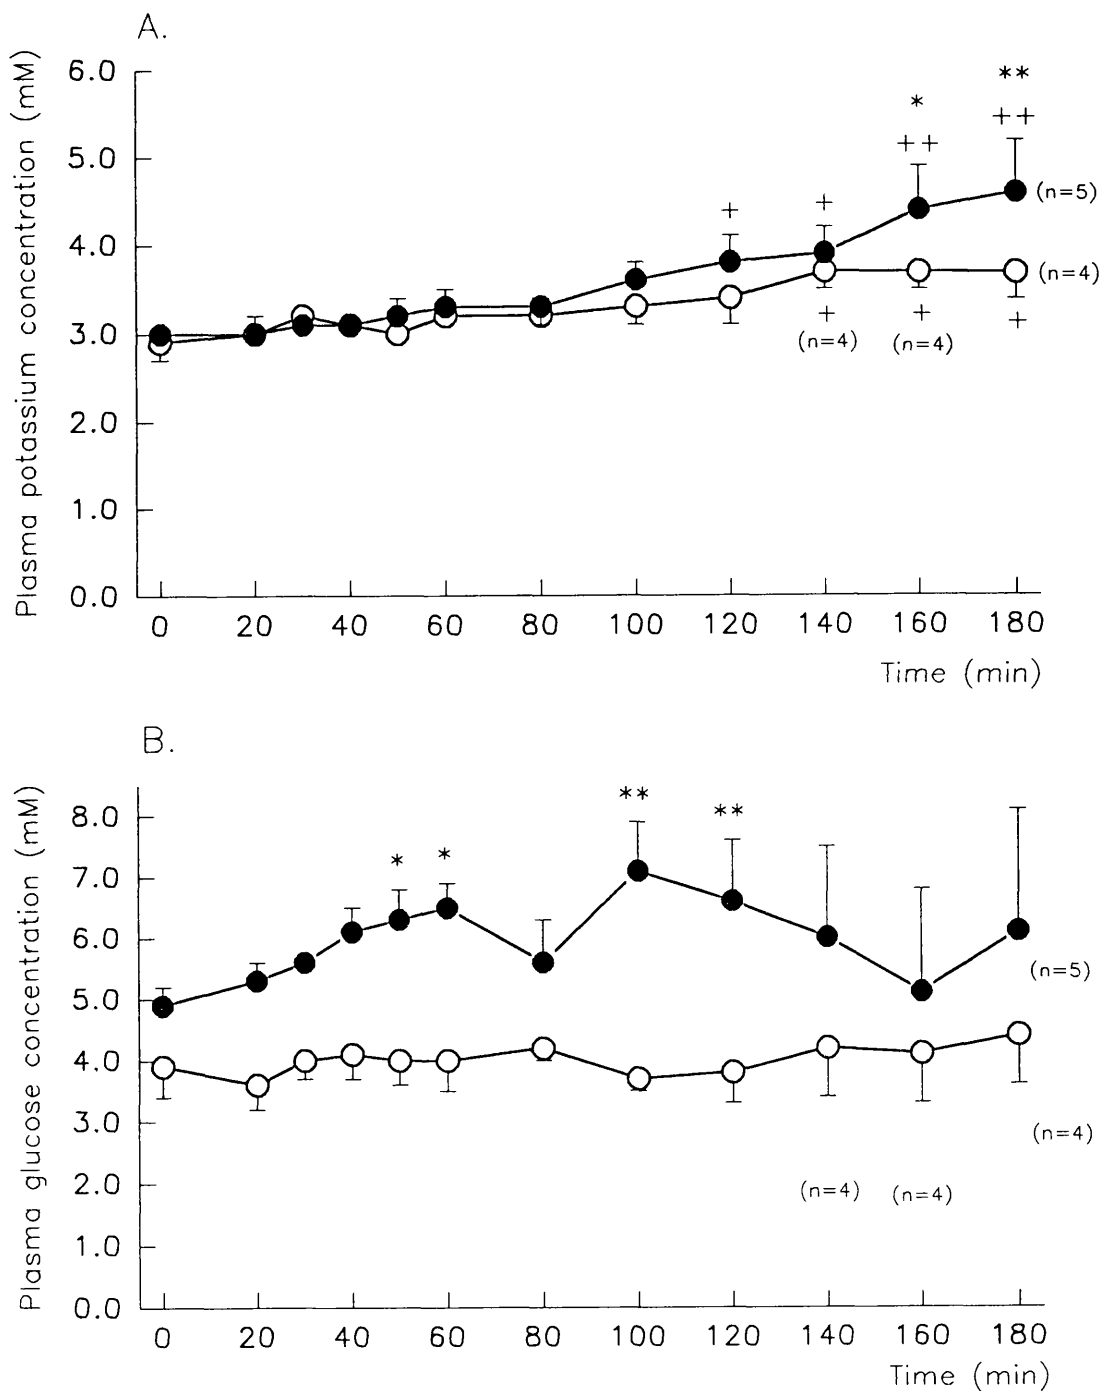 A.
Plasma potassium concentration (mM)
6.0
5.0
4.0
3.0
2.0
1.0
0.0
* **
++ ++
+ +
(n=5)
(n=4)
+ + +
(n=4) (n=4)
0 20 40 60 80 100 120 140 160 180
Time (min)
B.
Plasma glucose concentration (mM)
8.0
7.0
6.0
5.0
4.0
3.0
2.0
1.0
0.0
* * ** **
(n=5)
(n=4)
(n=4) (n=4)
0 20 40 60 80 100 120 140 160 180
Time (min)